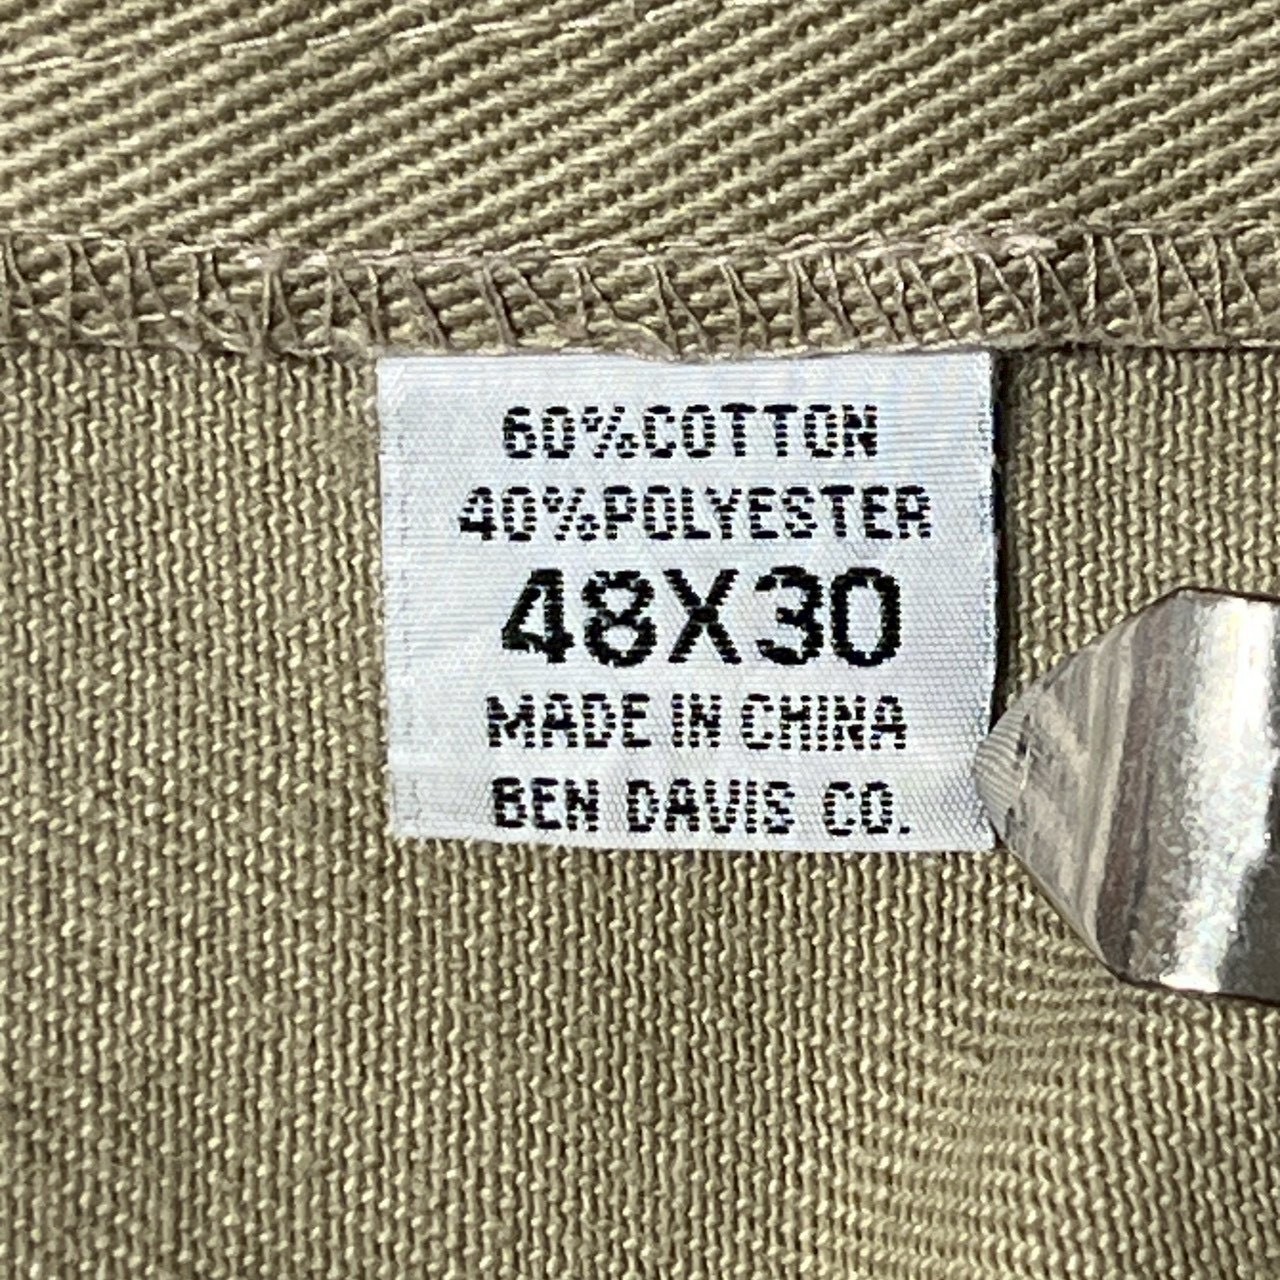 60%COTTON
40%POLYESTER
48X30
MADE IN CHINA
BEN DAVIS CO.